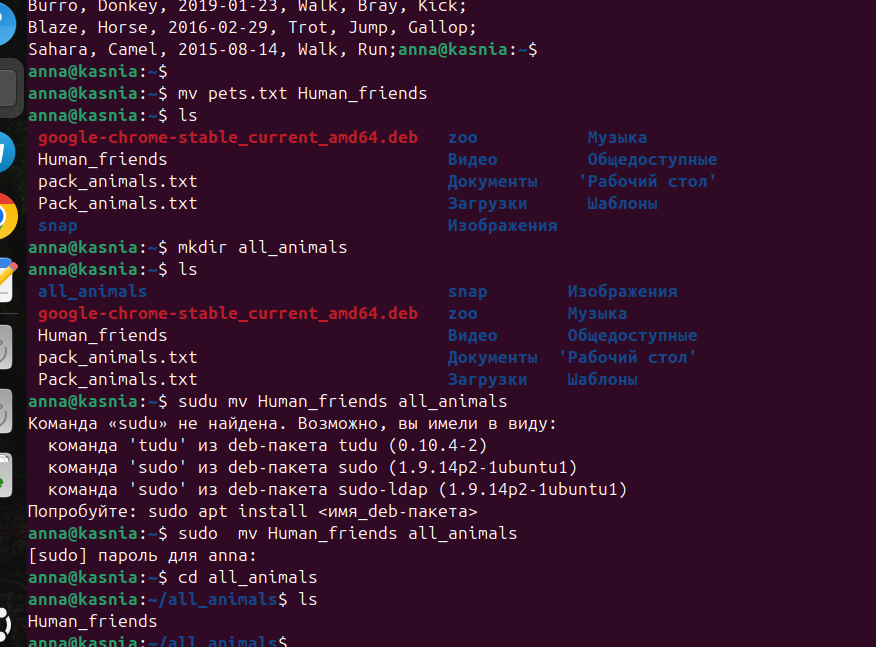 Burro, Donkey, 2019-01-23, Walk, Bray, Kick;
Blaze, Horse, 2016-02-29, Trot, Jump, Gallop;
Sahara, Camel, 2015-08-14, Walk, Run;anna@kasnia:~$
anna@kasnia:~$
anna@kasnia:~$ mv pets.txt Human_friends
anna@kasnia:~$ ls
google-chrome-stable_current_amd64.deb   zoo   Музыка
Human_friends   Видео   Общедоступные
pack_animals.txt   Документы   'Рабочий стол'
Pack_animals.txt   Загрузки   Шаблоны
snap   Изображения
anna@kasnia:~$ mkdir all_animals
anna@kasnia:~$ ls
all_animals   snap   Изображения
google-chrome-stable_current_amd64.deb   zoo   Музыка
Human_friends   Видео   Общедоступные
pack_animals.txt   Документы   'Рабочий стол'
Pack_animals.txt   Загрузки   Шаблоны
anna@kasnia:~$ sudu mv Human_friends all_animals
Команда «sudu» не найдена. Возможно, вы имели в виду:
  команда 'tudu' из deb-пакета tudu (0.10.4-2)
  команда 'sudo' из deb-пакета sudo (1.9.14p2-1ubuntu1)
  команда 'sudo' из deb-пакета sudo-ldap (1.9.14p2-1ubuntu1)
Попробуйте: sudo apt install <имя_deb-пакета>
anna@kasnia:~$ sudo  mv Human_friends all_animals
[sudo] пароль для anna:
anna@kasnia:~$ cd all_animals
anna@kasnia:~/all_animals$ ls
Human_friends
anna@kasnia:~/all_animals$